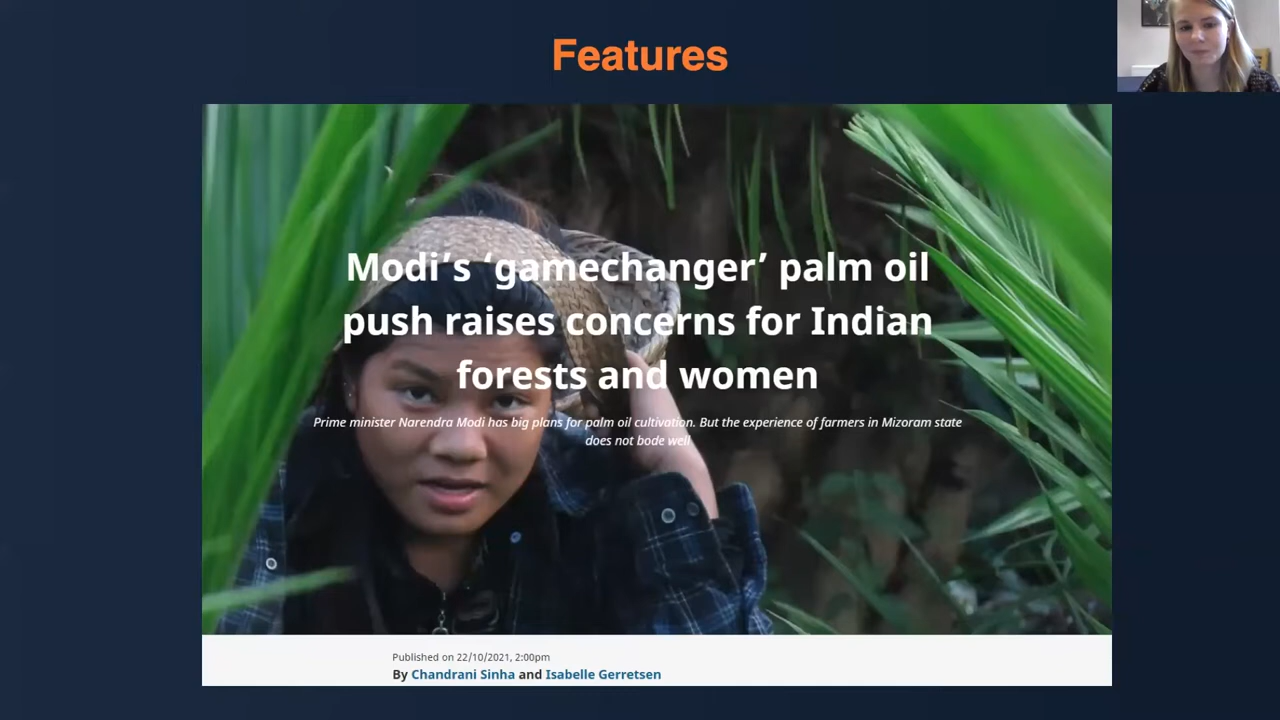 Features
Modi’s ‘gamechanger’ palm oil
push raises concerns for Indian
forests and women
Prime minister Narendra Modi has big plans for palm oil cultivation. But the experience of farmers in Mizoram state
does not bode well
Published on 22/10/2021, 2:00pm
By Chandrani Sinha and Isabelle Gerretsen